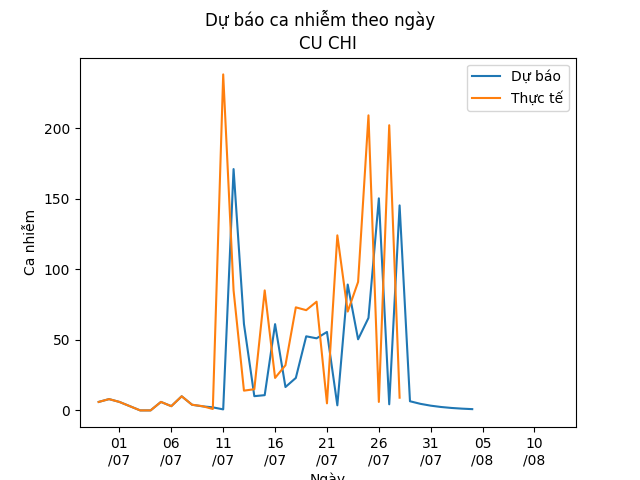 Dự báo ca nhiễm theo ngày
CU CHI
Dự báo
Thực tế
Ca nhiễm
200
150
100
50
0
01 06 11 16 21 26 31 05 10
/07 /07 /07 /07 /07 /07 /07 /08 /08
Ngày